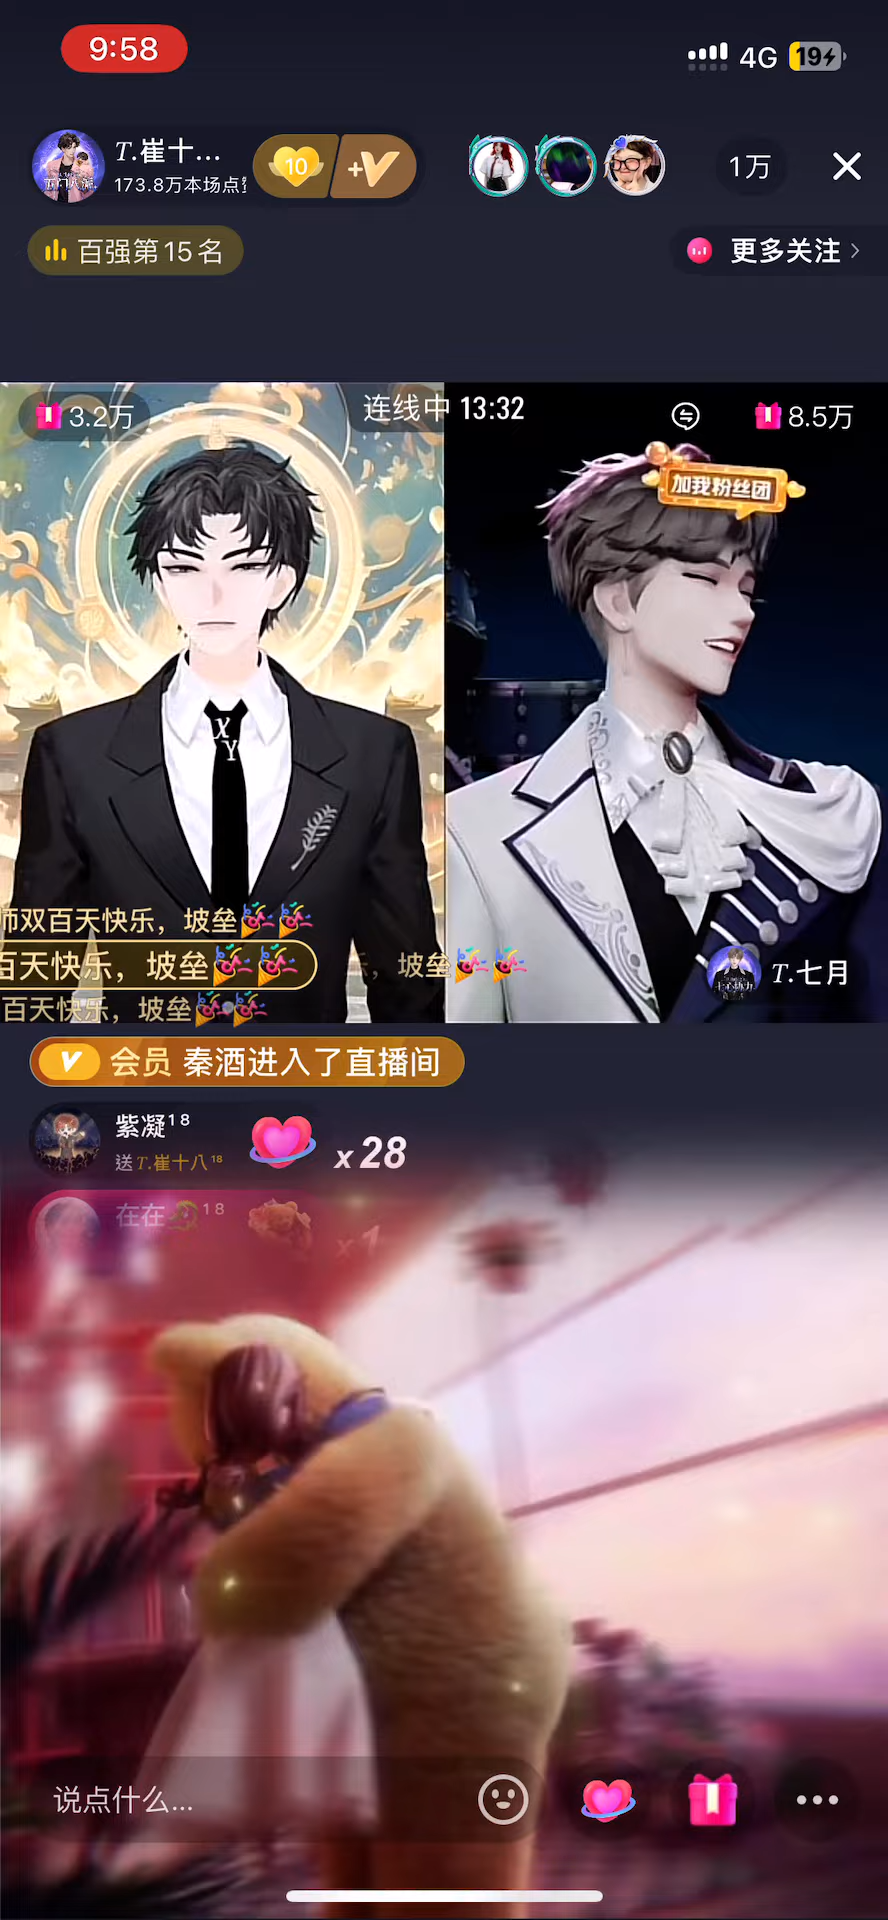 9:58
4G
19
T.崔十...
173.8万本场点
10
+V
1万
百强第15名
更多关注
3.2万
连线中 13:32
8.5万
加我粉丝团
X
Y
师双百天快乐，坡垒🎉🎉
百天快乐，坡垒🎉🎉
，坡垒🎉🎉
百天快乐，坡垒🎉🎉
T.七月
会员 秦酒进入了直播间
紫凝¹⁸
送 T.崔十八¹⁸
x 28
在在🐉¹⁸
x 1
说点什么...